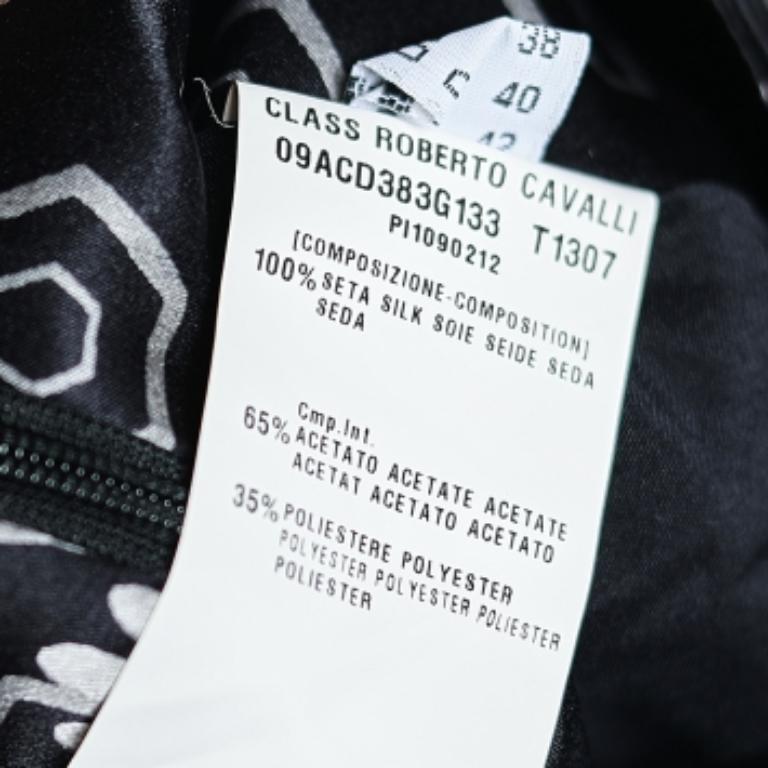 38
40
42
CLASS ROBERTO CAVALLI
09ACD383G133 T1307
PI1090212
[COMPOSIZIONE-COMPOSITION]
100% SETA SILK SOIE SEIDE SEDA
SEDA
Cmp.Int.
65% ACETATO ACETATE ACETATE
ACETAT ACETATO ACETATO
35% POLIESTERE POLYESTER
POLYESTER POLYESTER POLIESTER
POLIESTER